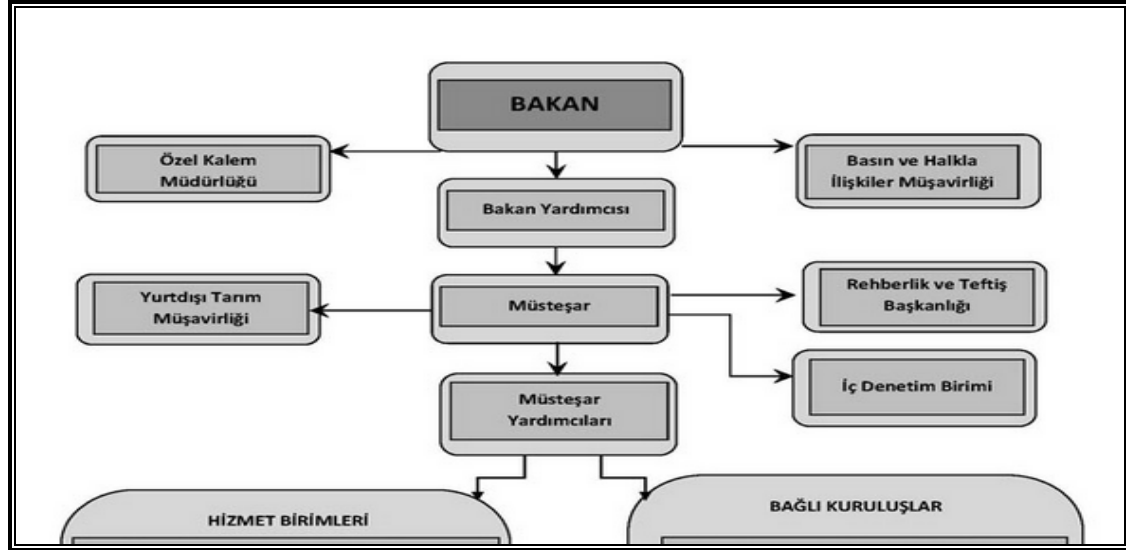 BAKAN
Özel Kalem
Müdürlüğü
Basın ve Halkla
İlişkiler Müşavirliği
Bakan Yardımcısı
Yurtdışı Tarım
Müşavirliği
Müsteşar
Rehberlik ve Teftiş
Başkanlığı
İç Denetim Birimi
Müsteşar
Yardımcıları
HİZMET BİRİMLERİ
BAĞLI KURULUŞLAR